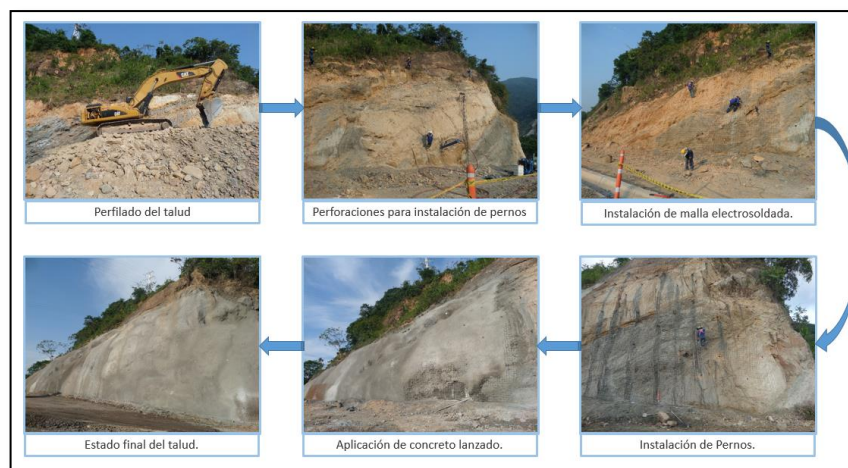 CAT
Perfilado del talud
Perforaciones para instalación de pernos
Instalación de malla electrosoldada.
Estado final del talud.
Aplicación de concreto lanzado.
Instalación de Pernos.